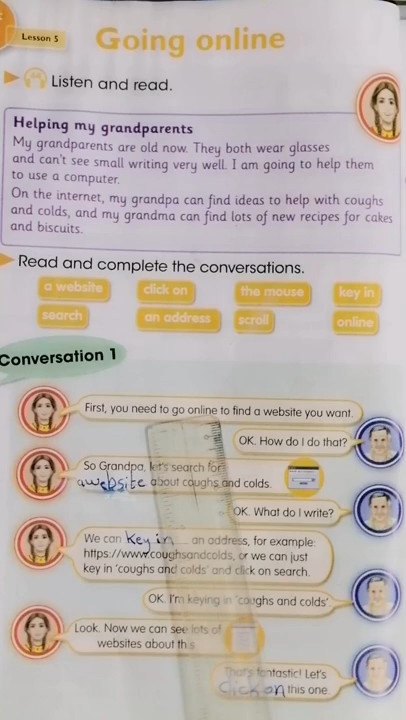 Lesson 5
Going online
Listen and read.
Helping my grandparents
My grandparents are old now. They both wear glasses
and can't see small writing very well. I am going to help them
to use a computer.
On the internet, my grandpa can find ideas to help with coughs
and colds, and my grandma can find lots of new recipes for cakes
and biscuits.
Read and complete the conversations.
a website click on the mouse key in
search an address scroll online
Conversation 1
First, you need to go online to find a website you want.
OK. How do I do that?
So Grandpa, let's search for
a website about coughs and colds.
OK. What do I write?
We can key in an address, for example:
https://www.coughsandcolds, or we can just
key in 'coughs and colds' and click on search.
OK. I'm keying in 'coughs and colds'.
Look. Now we can see lots of
websites about this.
That's fantastic! Let's
click on this one.